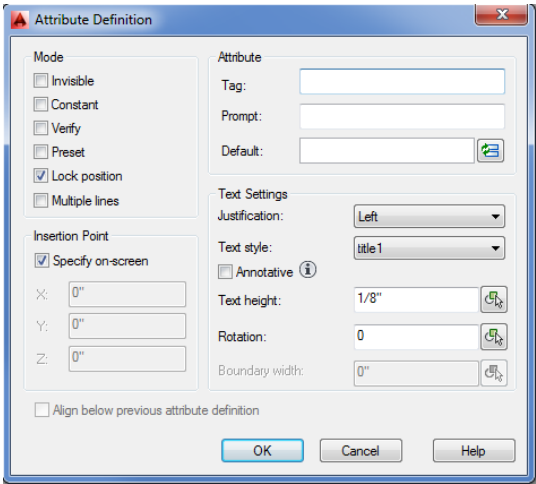 Attribute Definition
Mode
Invisible
Constant
Verify
Preset
Lock position
Multiple lines
Insertion Point
Specify on-screen
X: 0"
Y: 0"
Z: 0"
Attribute
Tag:
Prompt:
Default:
Text Settings
Justification: Left
Text style: title1
Annotative
Text height: 1/8"
Rotation: 0
Boundary width: 0"
Align below previous attribute definition
OK Cancel Help